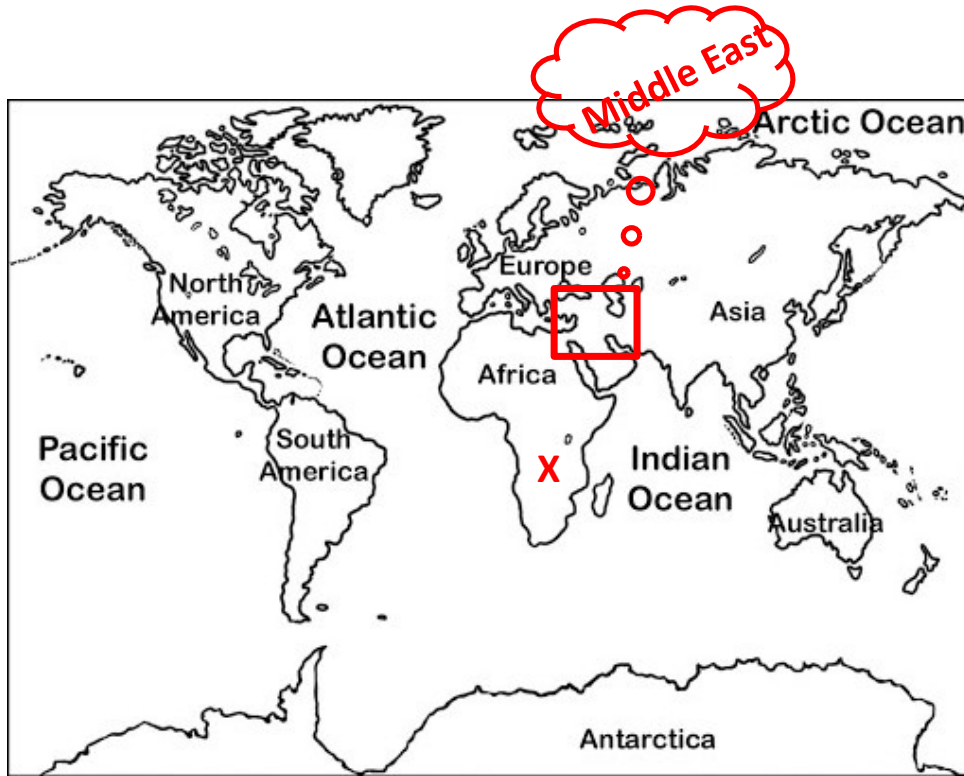 Middle East
Arctic Ocean
North
America
Europe
Asia
Atlantic
Ocean
Africa
Pacific
Ocean
South
America
X
Indian
Ocean
Australia
Antarctica